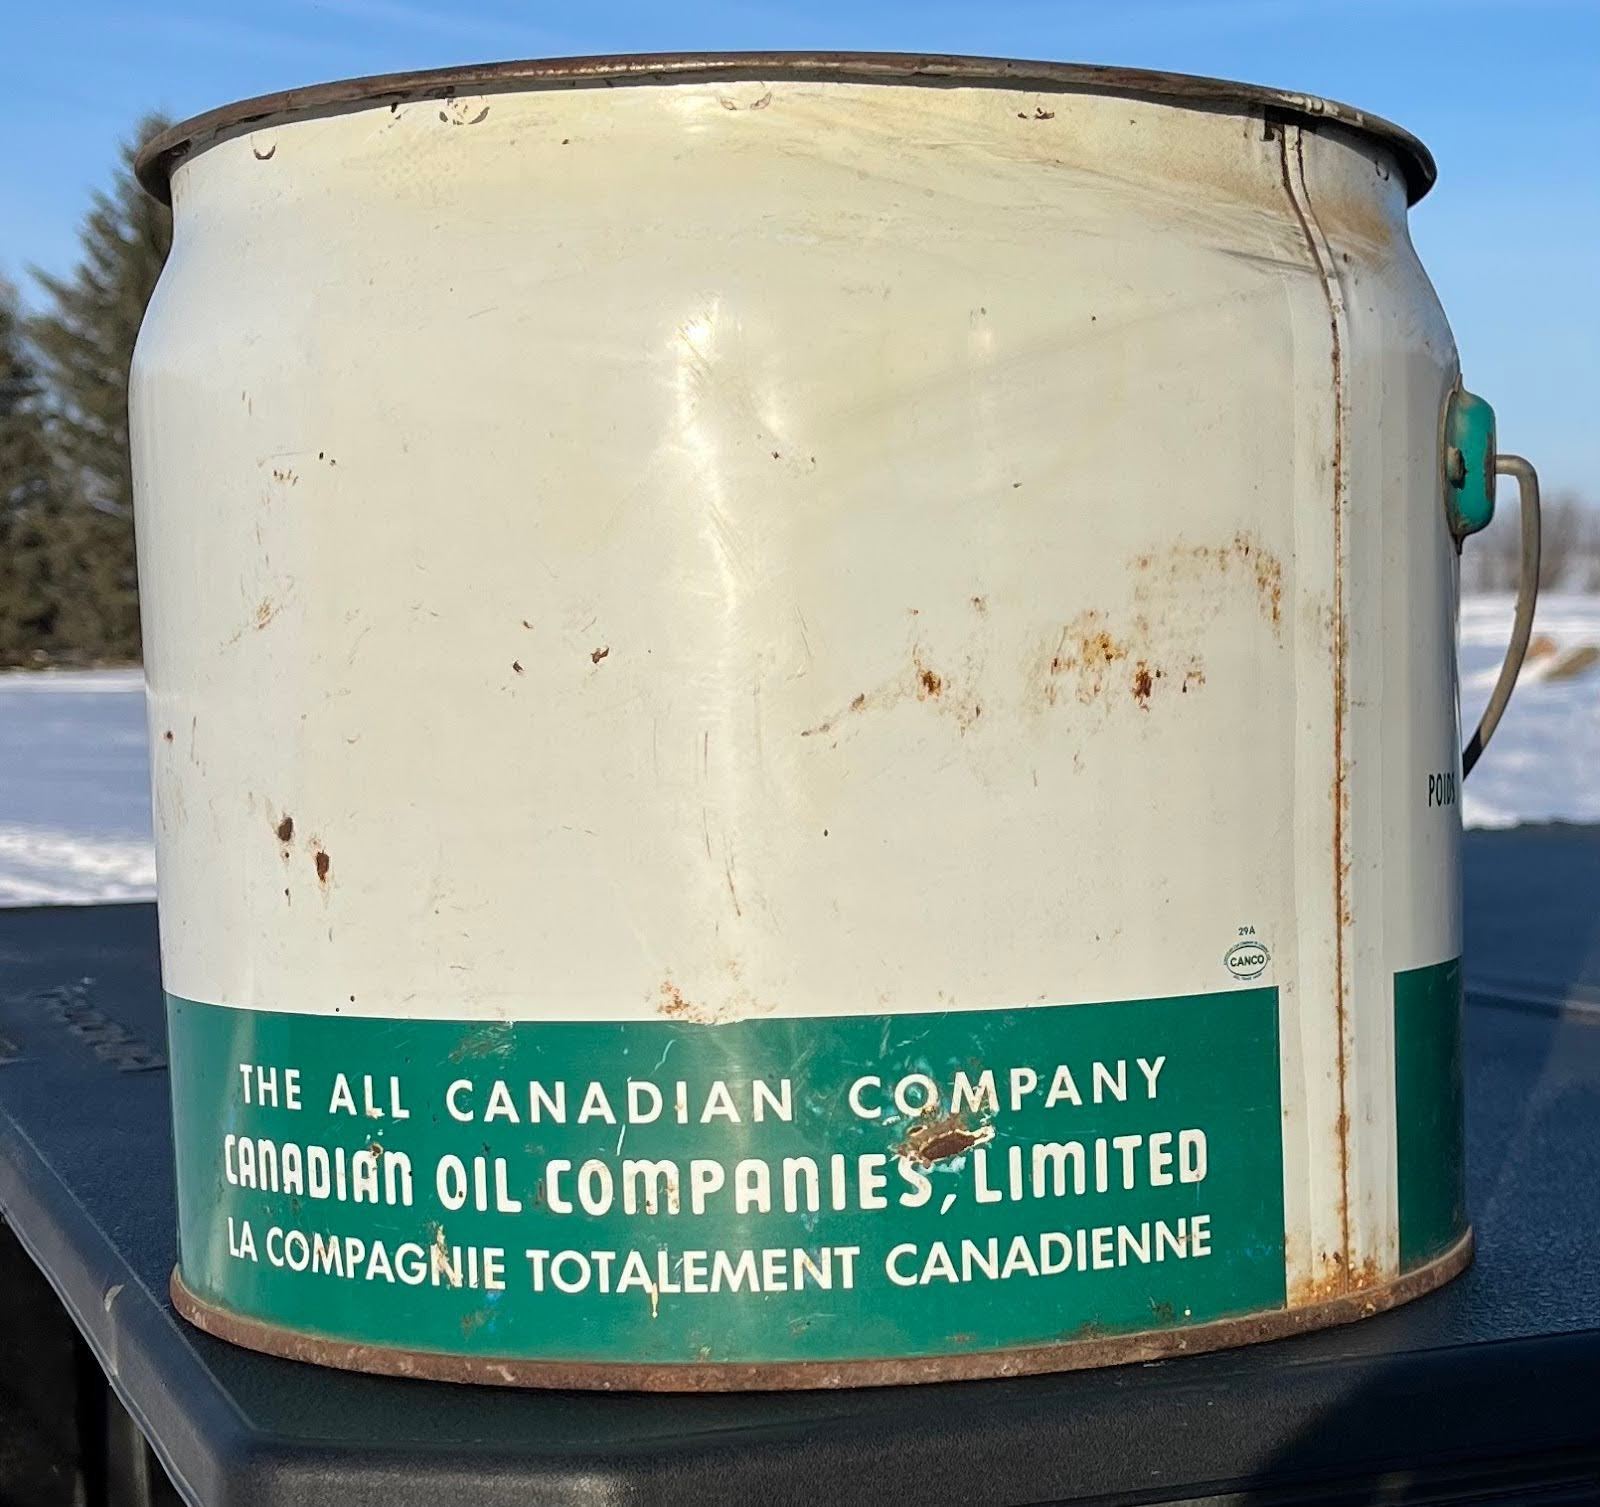 POIDS
29A
CANCO
THE ALL CANADIAN COMPANY
CANADIAN OIL COMPANIES, LIMITED
LA COMPAGNIE TOTALEMENT CANADIENNE